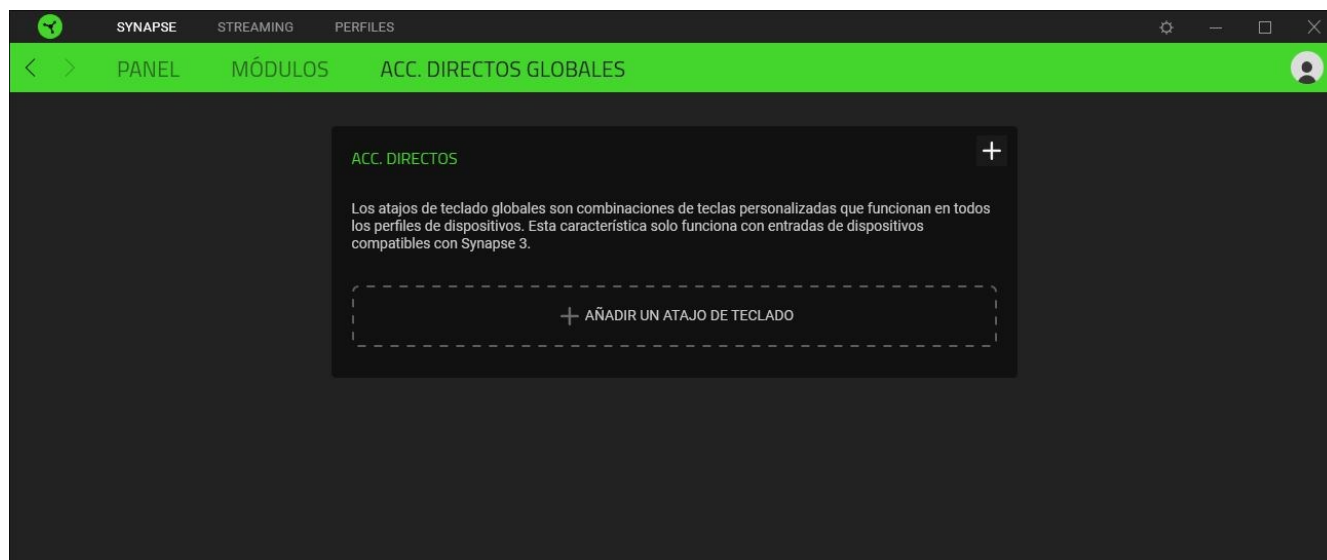 SYNAPSE STREAMING PERFILES
PANEL MÓDULOS ACC. DIRECTOS GLOBALES
ACC. DIRECTOS
Los atajos de teclado globales son combinaciones de teclas personalizadas que funcionan en todos
los perfiles de dispositivos. Esta característica solo funciona con entradas de dispositivos
compatibles con Synapse 3.
AÑADIR UN ATAJO DE TECLADO